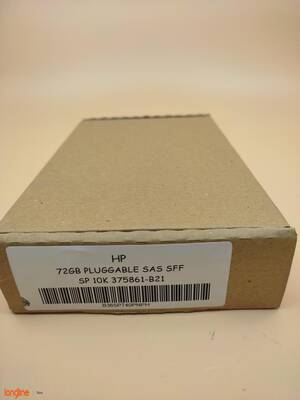 HP
72GB PLUGGABLE SAS SFF
SP 10K 375861-B21
longline